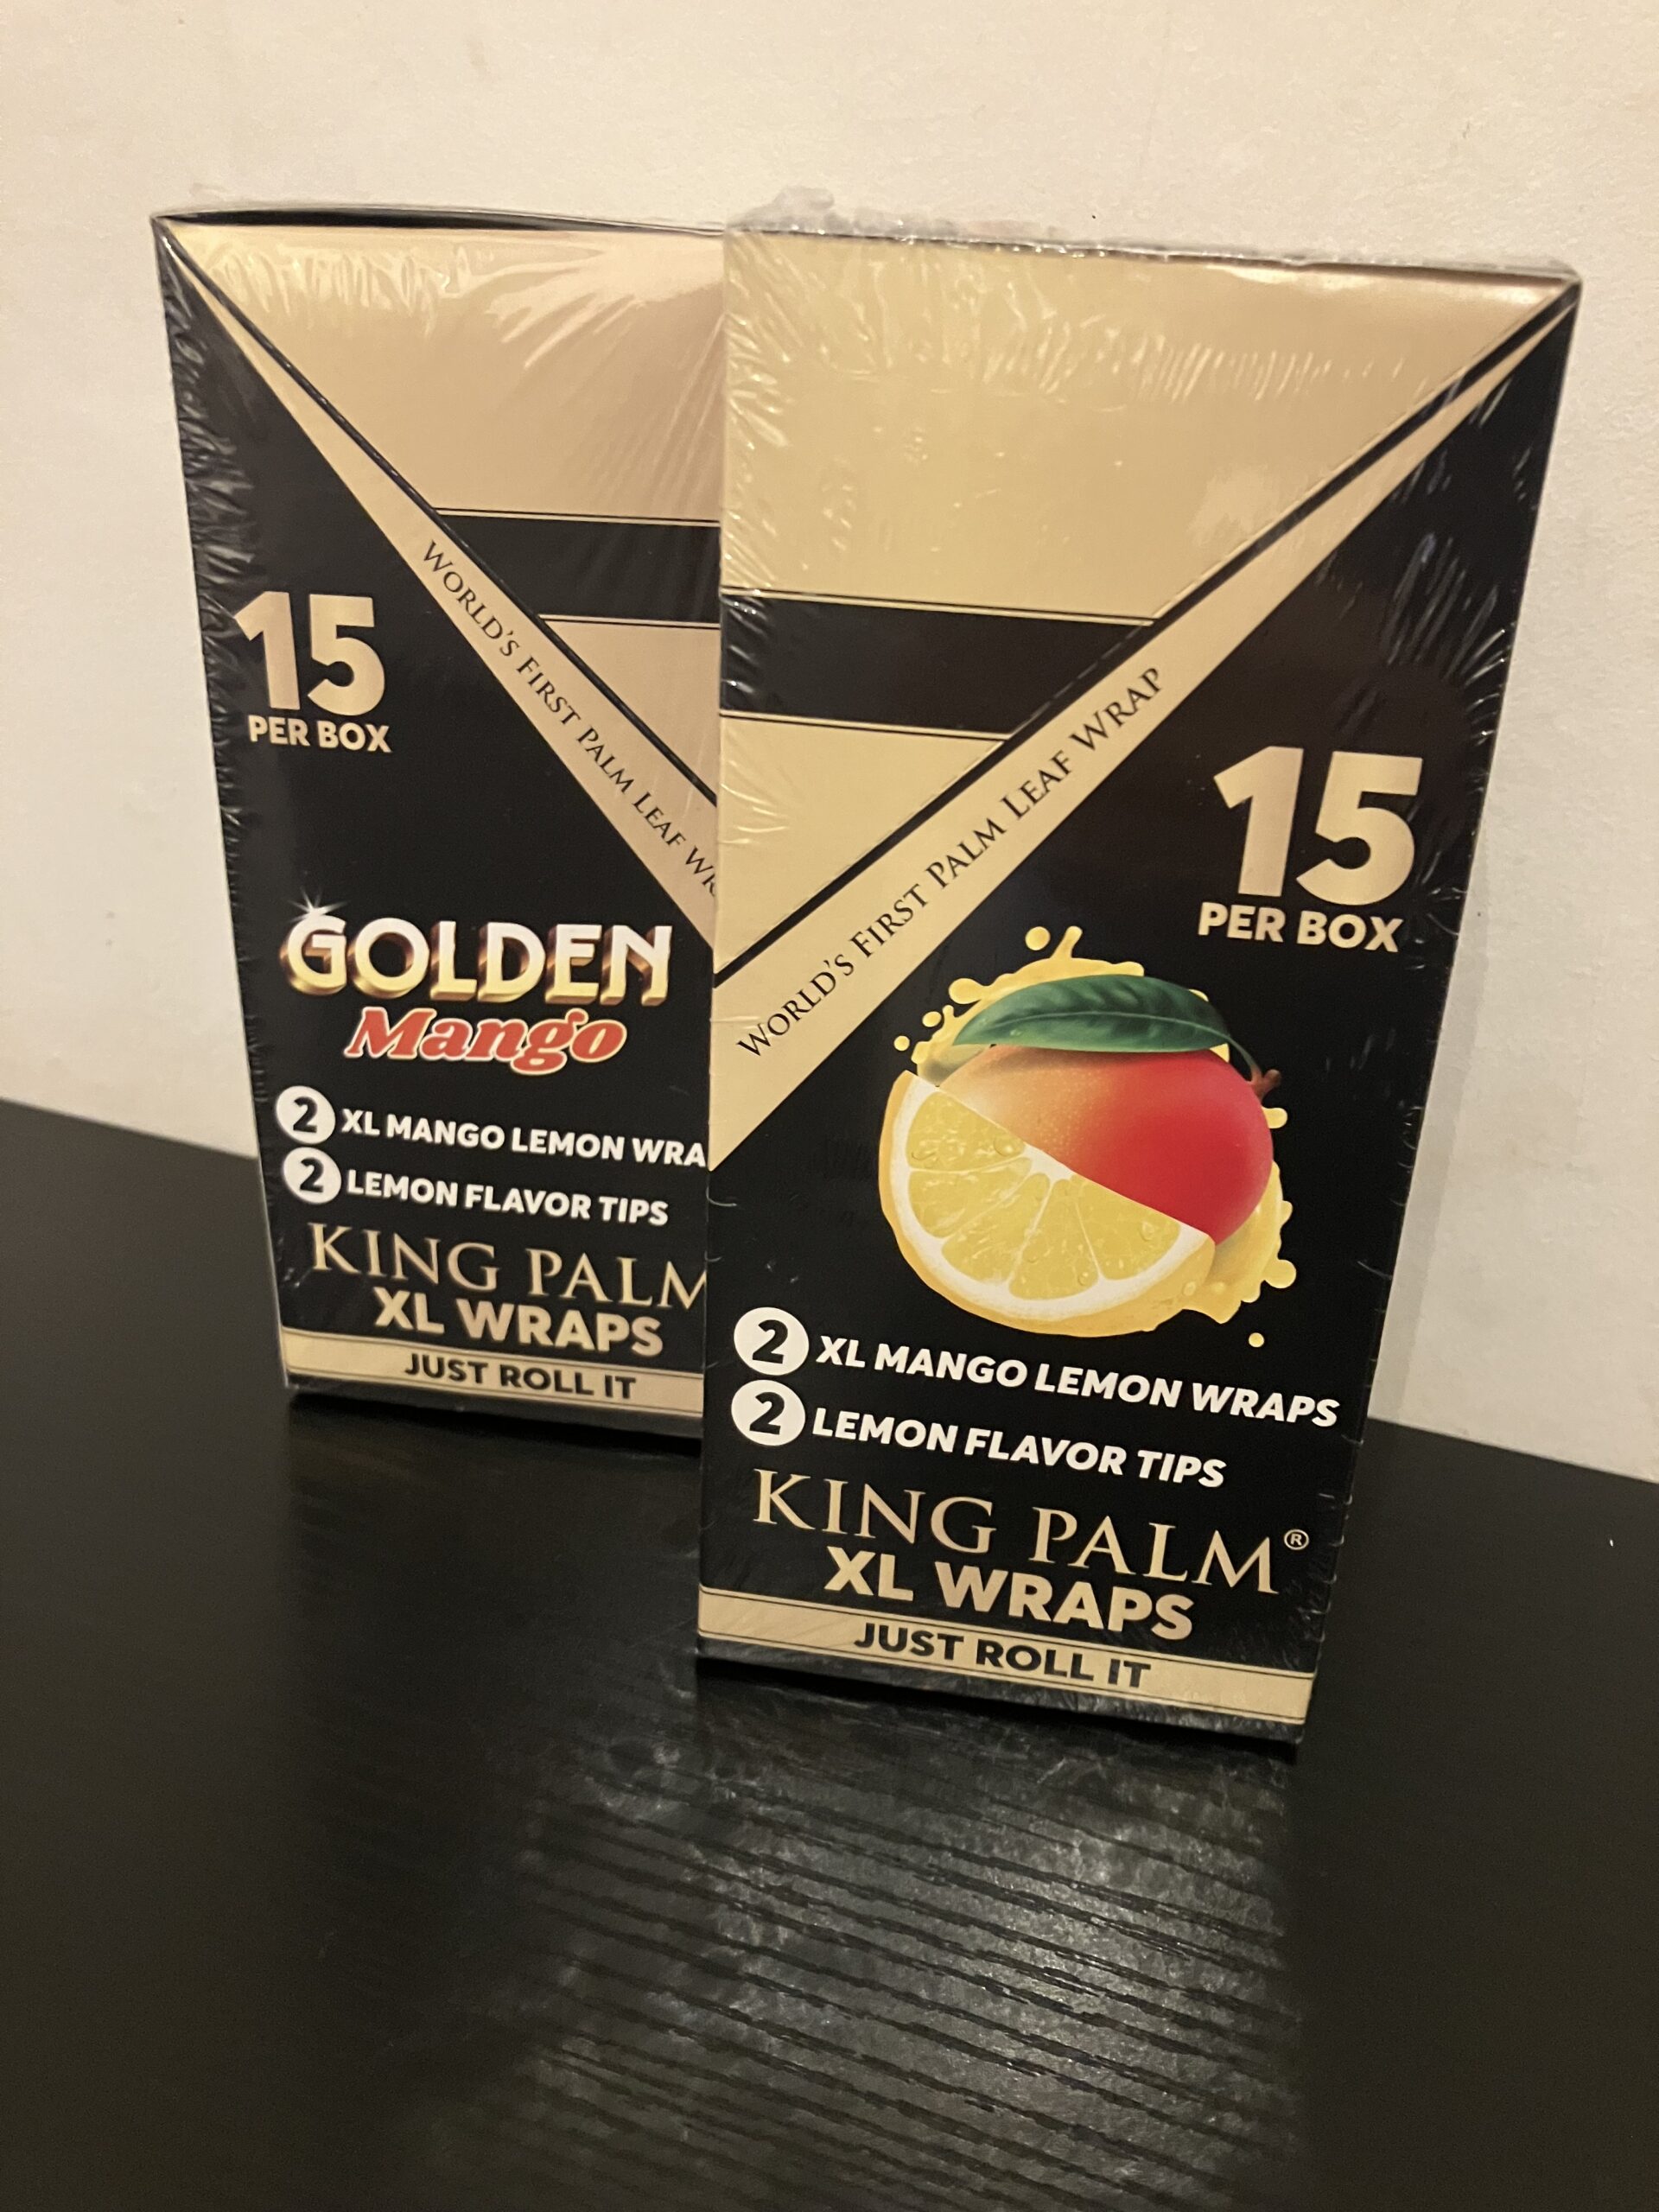 15
PER BOX
WORLD'S FIRST PALM LEAF
GOLDEN
Mango
2 XL MANGO LEMON WRA
2 LEMON FLAVOR TIPS
KING PALM
XL WRAPS
JUST ROLL IT
WORLD'S FIRST PALM LEAF WRAP
15
PER BOX
2 XL MANGO LEMON WRAPS
2 LEMON FLAVOR TIPS
KING PALM®
XL WRAPS
JUST ROLL IT